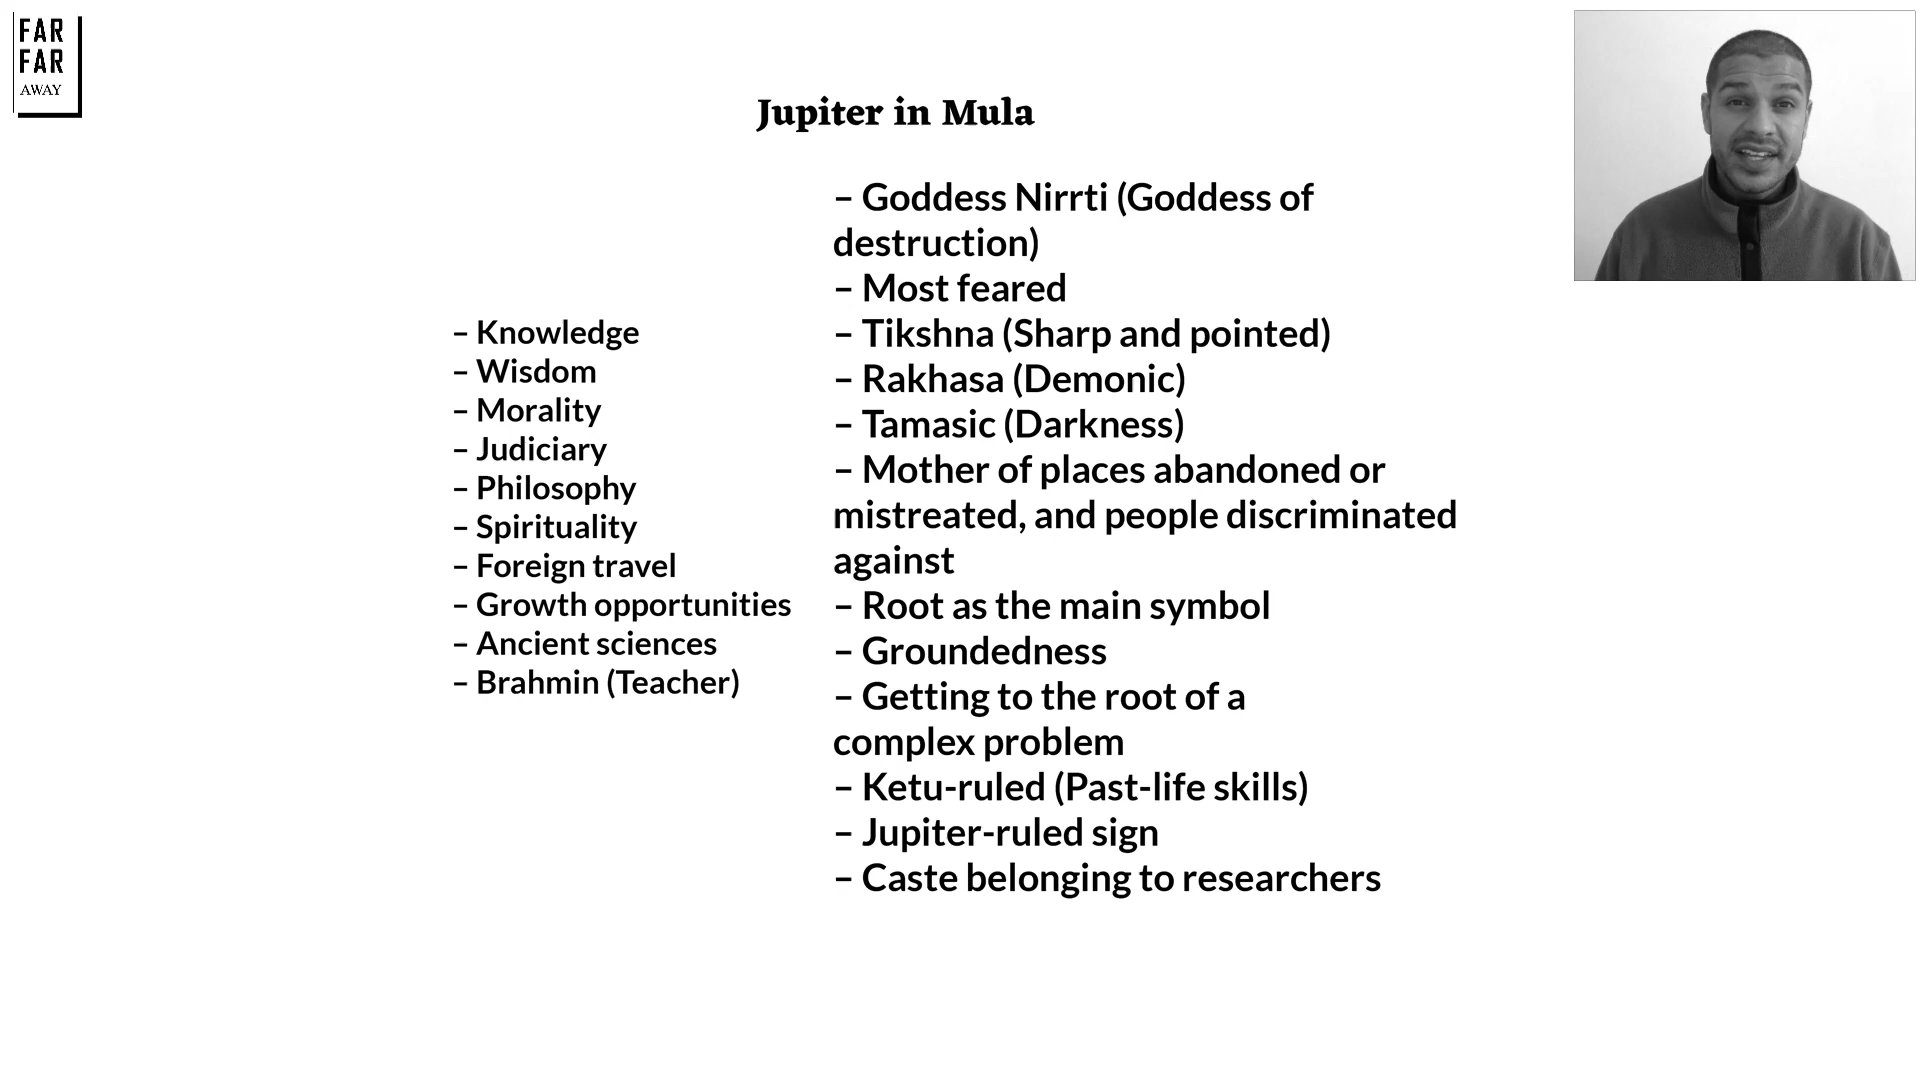 FAR
FAR
AWAY
Jupiter in Mula
– Knowledge
– Wisdom
– Morality
– Judiciary
– Philosophy
– Spirituality
– Foreign travel
– Growth opportunities
– Ancient sciences
– Brahmin (Teacher)
– Goddess Nirrti (Goddess of
destruction)
– Most feared
– Tikshna (Sharp and pointed)
– Rakhasa (Demonic)
– Tamasic (Darkness)
– Mother of places abandoned or
mistreated, and people discriminated
against
– Root as the main symbol
– Groundedness
– Getting to the root of a
complex problem
– Ketu-ruled (Past-life skills)
– Jupiter-ruled sign
– Caste belonging to researchers